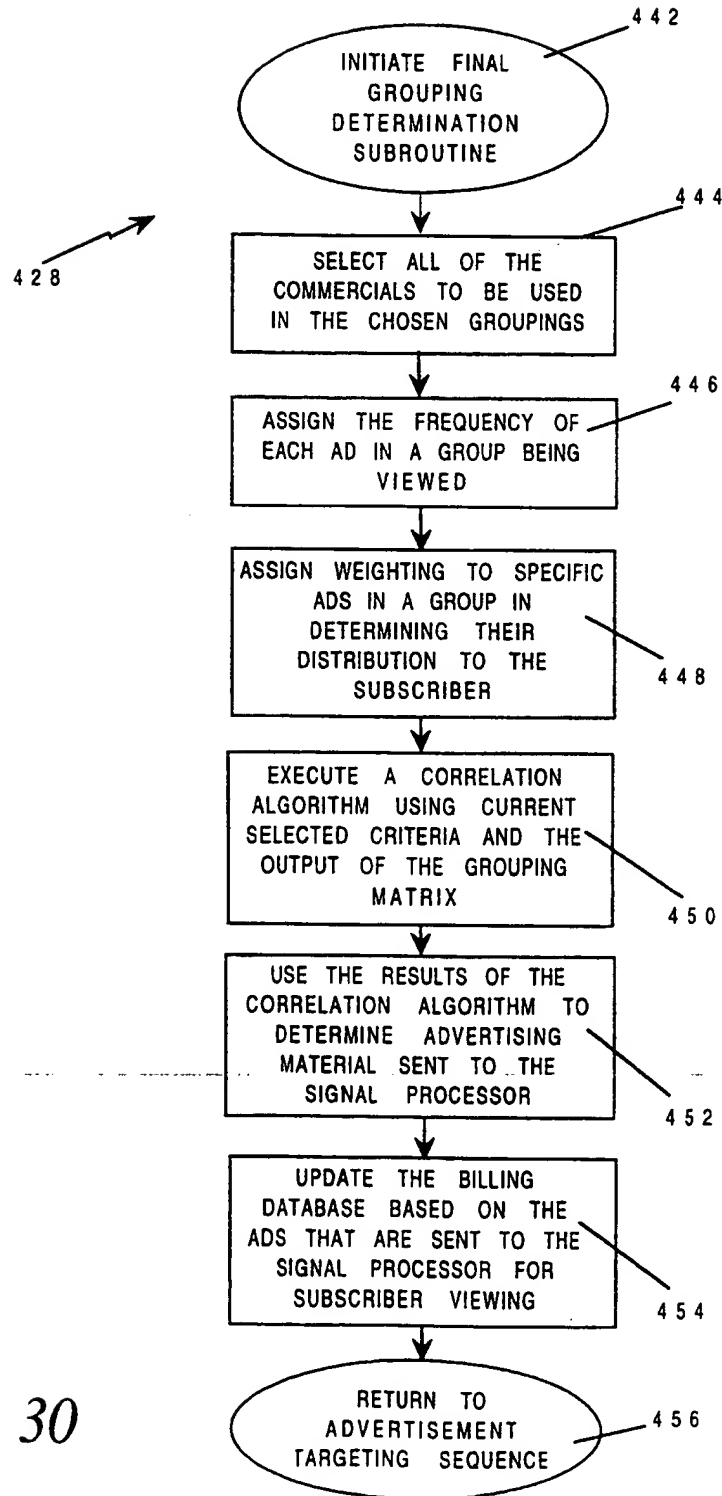 442
INITIATE FINAL
GROUPING
DETERMINATION
SUBROUTINE
428
444
SELECT ALL OF THE
COMMERCIALS TO BE USED
IN THE CHOSEN GROUPINGS
446
ASSIGN THE FREQUENCY OF
EACH AD IN A GROUP BEING
VIEWED
ASSIGN WEIGHTING TO SPECIFIC
ADS IN A GROUP IN
DETERMINING THEIR
DISTRIBUTION TO THE
SUBSCRIBER
448
EXECUTE A CORRELATION
ALGORITHM USING CURRENT
SELECTED CRITERIA AND THE
OUTPUT OF THE GROUPING
MATRIX
450
USE THE RESULTS OF THE
CORRELATION ALGORITHM TO
DETERMINE ADVERTISING
MATERIAL SENT TO THE
SIGNAL PROCESSOR
452
UPDATE THE BILLING
DATABASE BASED ON THE
ADS THAT ARE SENT TO THE
SIGNAL PROCESSOR FOR
SUBSCRIBER VIEWING
454
RETURN TO
ADVERTISEMENT
TARGETING SEQUENCE
456
30